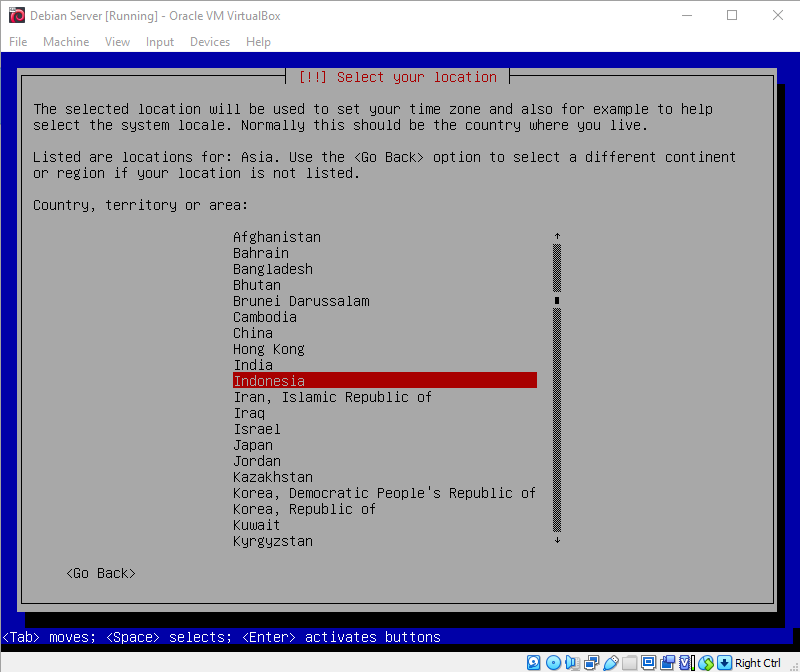 Debian Server [Running] - Oracle VM VirtualBox
File Machine View Input Devices Help
[!!] Select your location
The selected location will be used to set your time zone and also for example to help
select the system locale. Normally this should be the country where you live.
Listed are locations for: Asia. Use the <Go Back> option to select a different continent
or region if your location is not listed.
Country, territory or area:
Afghanistan
Bahrain
Bangladesh
Bhutan
Brunei Darussalam
Cambodia
China
Hong Kong
India
Indonesia
Iran, Islamic Republic of
Iraq
Israel
Japan
Jordan
Kazakhstan
Korea, Democratic People's Republic of
Korea, Republic of
Kuwait
Kyrgyzstan
<Go Back>
<Tab> moves; <Space> selects; <Enter> activates buttons
Right Ctrl